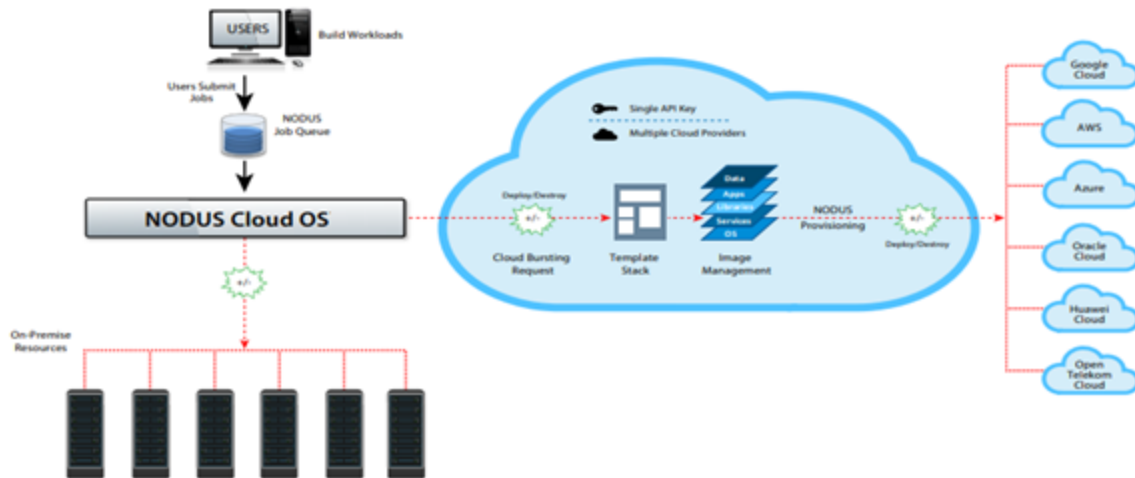 USERS
Build Workloads
Users Submit
Jobs
NODUS
Job Queue
NODUS Cloud OS
+/-
On-Premise
Resources
Single API Key
Multiple Cloud Providers
Deploy/Destroy
+/-
Cloud Bursting
Request
Template
Stack
Data
Apps
Libraries
Services
OS
Image
Management
NODUS
Provisioning
+/-
Deploy/Destroy
Google
Cloud
AWS
Azure
Oracle
Cloud
Huawei
Cloud
Open
Telekom
Cloud